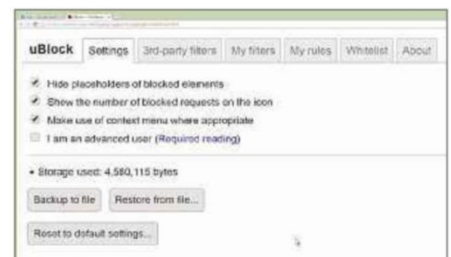 uBlock Settings 3rd-party filters My filters My rules Whitelist About
Hide placeholders of blocked elements
Show the number of blocked requests on the icon
Make use of context menu where appropriate
I am an advanced user (Required reading)
• Storage used: 4,580,115 bytes
Backup to file Restore from file...
Reset to default settings...